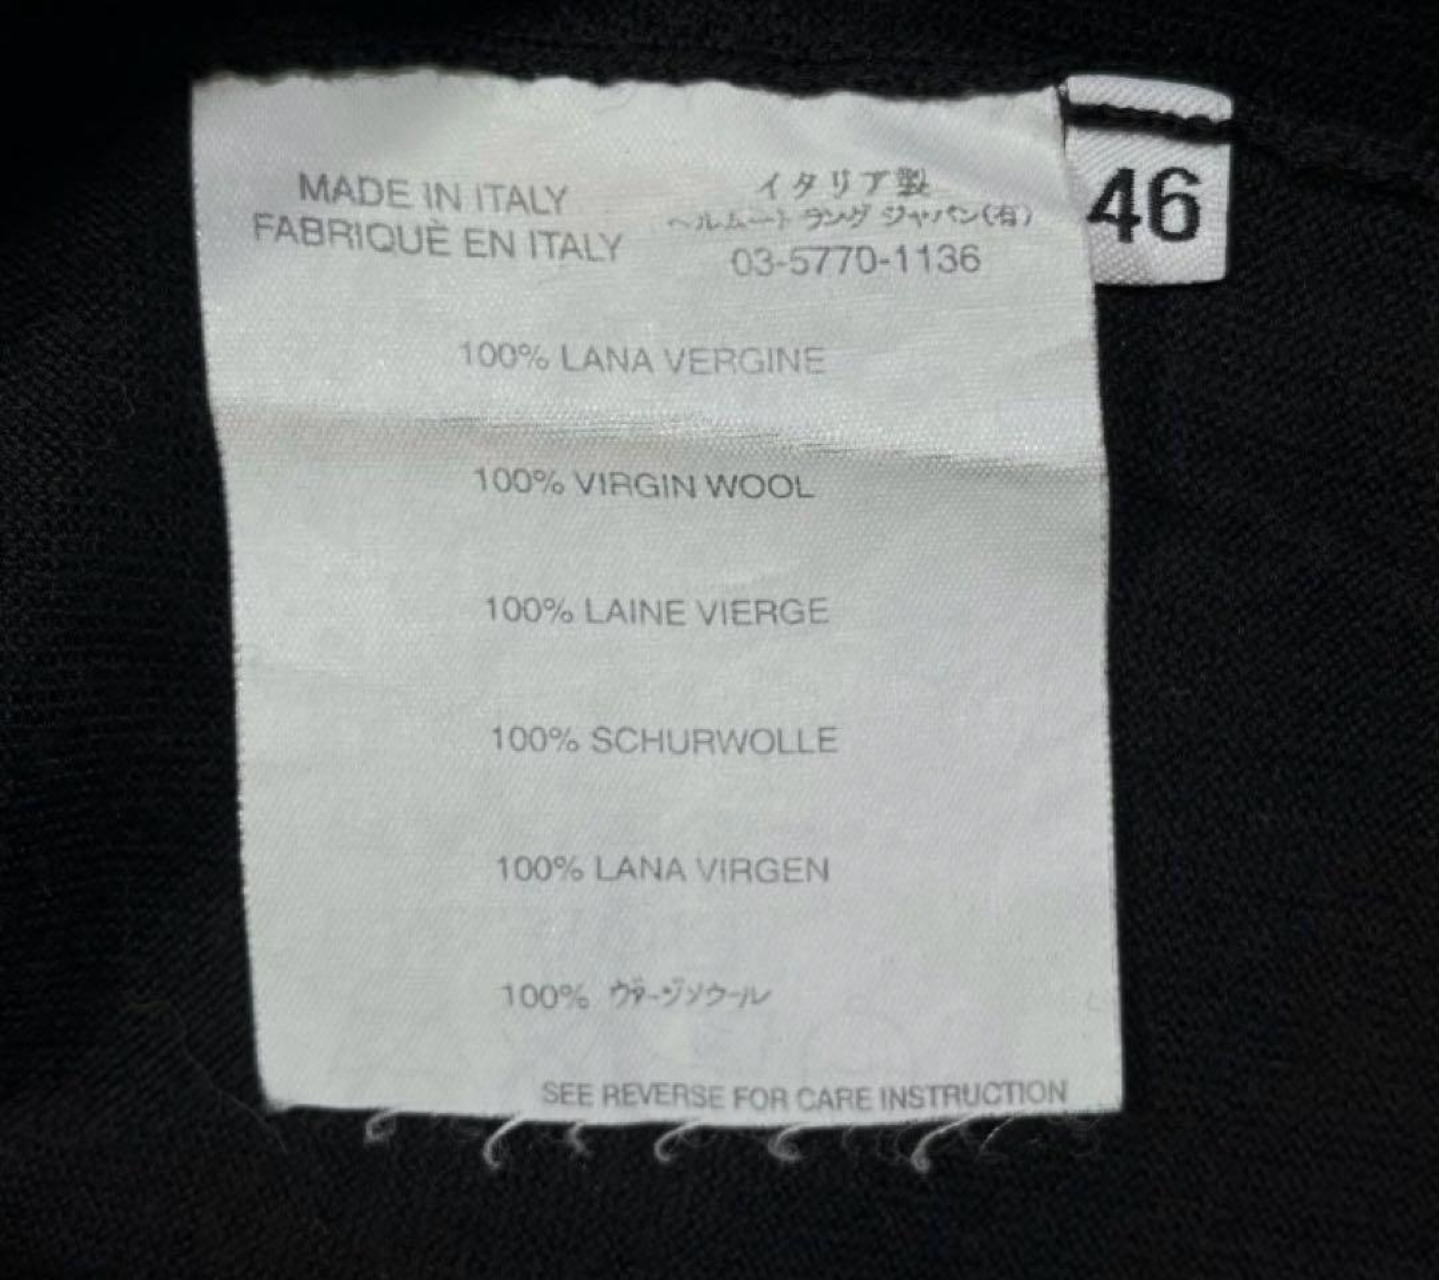 MADE IN ITALY
FABRIQUÈ EN ITALY
イタリア製
ヘルムート ラング ジャパン(有)
03-5770-1136
46
100% LANA VERGINE
100% VIRGIN WOOL
100% LAINE VIERGE
100% SCHURWOLLE
100% LANA VIRGEN
100% ヴァージンウール
SEE REVERSE FOR CARE INSTRUCTION